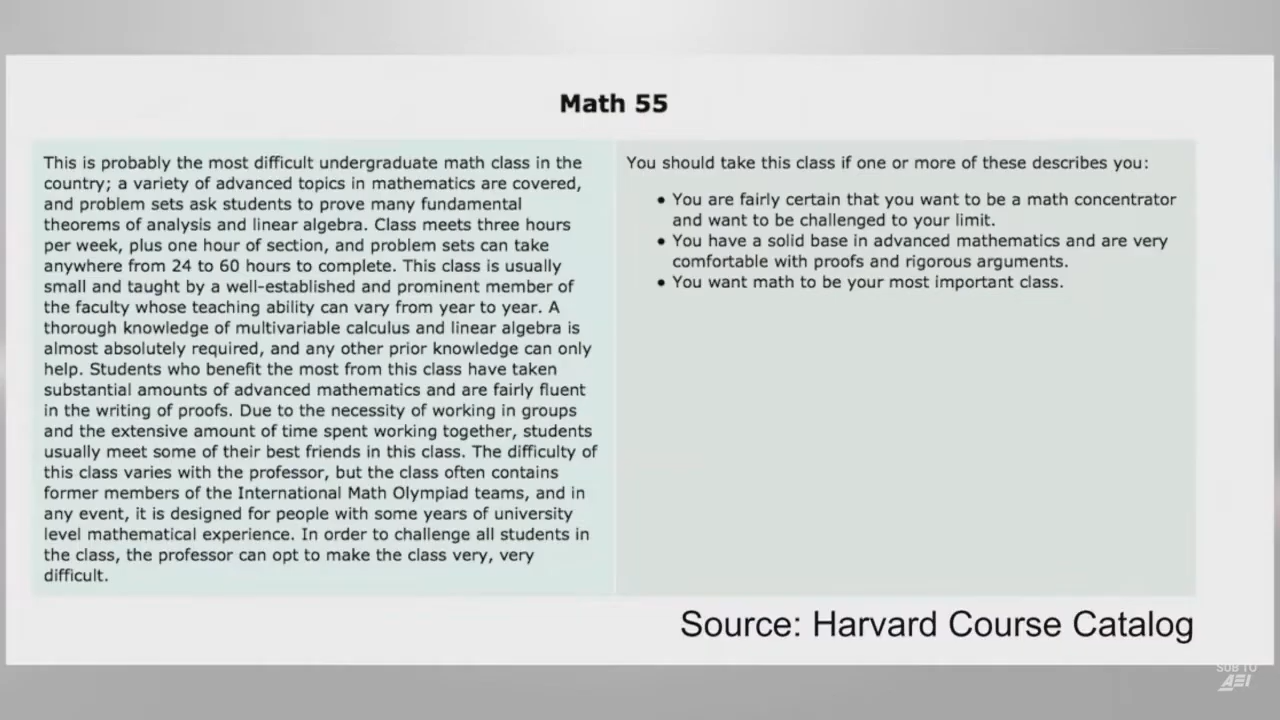 Math 55
This is probably the most difficult undergraduate math class in the
country; a variety of advanced topics in mathematics are covered,
and problem sets ask students to prove many fundamental
theorems of analysis and linear algebra. Class meets three hours
per week, plus one hour of section, and problem sets can take
anywhere from 24 to 60 hours to complete. This class is usually
small and taught by a well-established and prominent member of
the faculty whose teaching ability can vary from year to year. A
thorough knowledge of multivariable calculus and linear algebra is
almost absolutely required, and any other prior knowledge can only
help. Students who benefit the most from this class have taken
substantial amounts of advanced mathematics and are fairly fluent
in the writing of proofs. Due to the necessity of working in groups
and the extensive amount of time spent working together, students
usually meet some of their best friends in this class. The difficulty of
this class varies with the professor, but the class often contains
former members of the International Math Olympiad teams, and in
any event, it is designed for people with some years of university
level mathematical experience. In order to challenge all students in
the class, the professor can opt to make the class very, very
difficult.
You should take this class if one or more of these describes you:
• You are fairly certain that you want to be a math concentrator
and want to be challenged to your limit.
• You have a solid base in advanced mathematics and are very
comfortable with proofs and rigorous arguments.
• You want math to be your most important class.
Source: Harvard Course Catalog
SUB TO
AEI